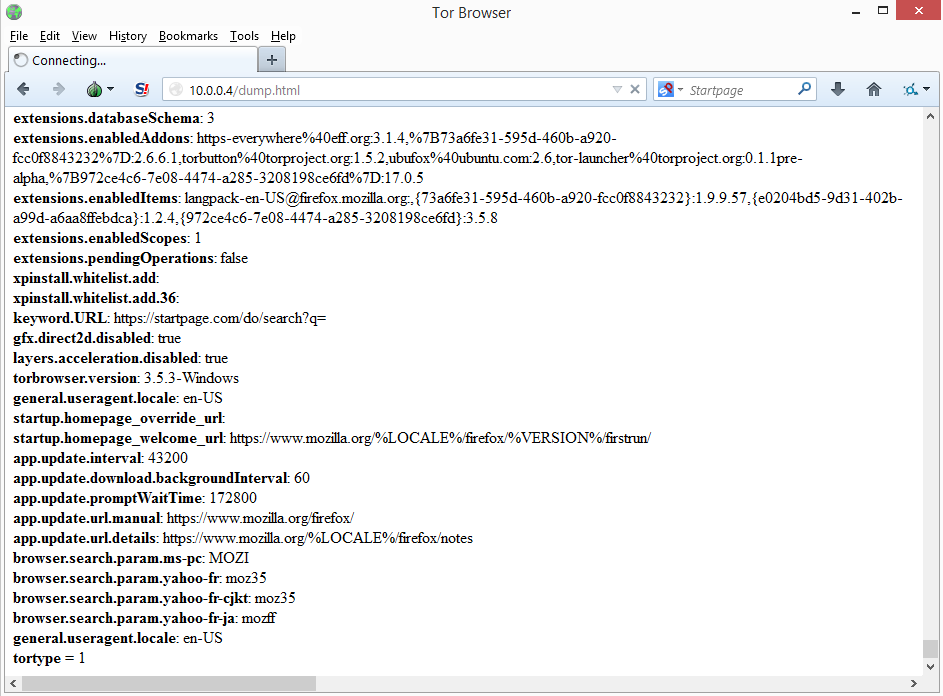 Tor Browser
File Edit View History Bookmarks Tools Help
Connecting...
S! 10.0.0.4/dump.html Startpage
extensions.databaseSchema: 3
extensions.enabledAddons: https-everywhere%40eff.org:3.1.4,%7B73a6fe31-595d-460b-a920-
fcc0f8843232%7D:2.6.6.1,torbutton%40torproject.org:1.5.2,ubufox%40ubuntu.com:2.6,tor-launcher%40torproject.org:0.1.1pre-
alpha,%7B972ce4c6-7e08-4474-a285-3208198ce6fd%7D:17.0.5
extensions.enabledItems: langpack-en-US@firefox.mozilla.org:,{73a6fe31-595d-460b-a920-fcc0f8843232}:1.9.9.57,{e0204bd5-9d31-402b-
a99d-a6aa8ffebdca}:1.2.4,{972ce4c6-7e08-4474-a285-3208198ce6fd}:3.5.8
extensions.enabledScopes: 1
extensions.pendingOperations: false
xpinstall.whitelist.add:
xpinstall.whitelist.add.36:
keyword.URL: https://startpage.com/do/search?q=
gfx.direct2d.disabled: true
layers.acceleration.disabled: true
torbrowser.version: 3.5.3-Windows
general.useragent.locale: en-US
startup.homepage_override_url:
startup.homepage_welcome_url: https://www.mozilla.org/%LOCALE%/firefox/%VERSION%/firstrun/
app.update.interval: 43200
app.update.download.backgroundInterval: 60
app.update.promptWaitTime: 172800
app.update.url.manual: https://www.mozilla.org/firefox/
app.update.url.details: https://www.mozilla.org/%LOCALE%/firefox/notes
browser.search.param.ms-pc: MOZI
browser.search.param.yahoo-fr: moz35
browser.search.param.yahoo-fr-cjkt: moz35
browser.search.param.yahoo-fr-ja: mozff
general.useragent.locale: en-US
tortype = 1